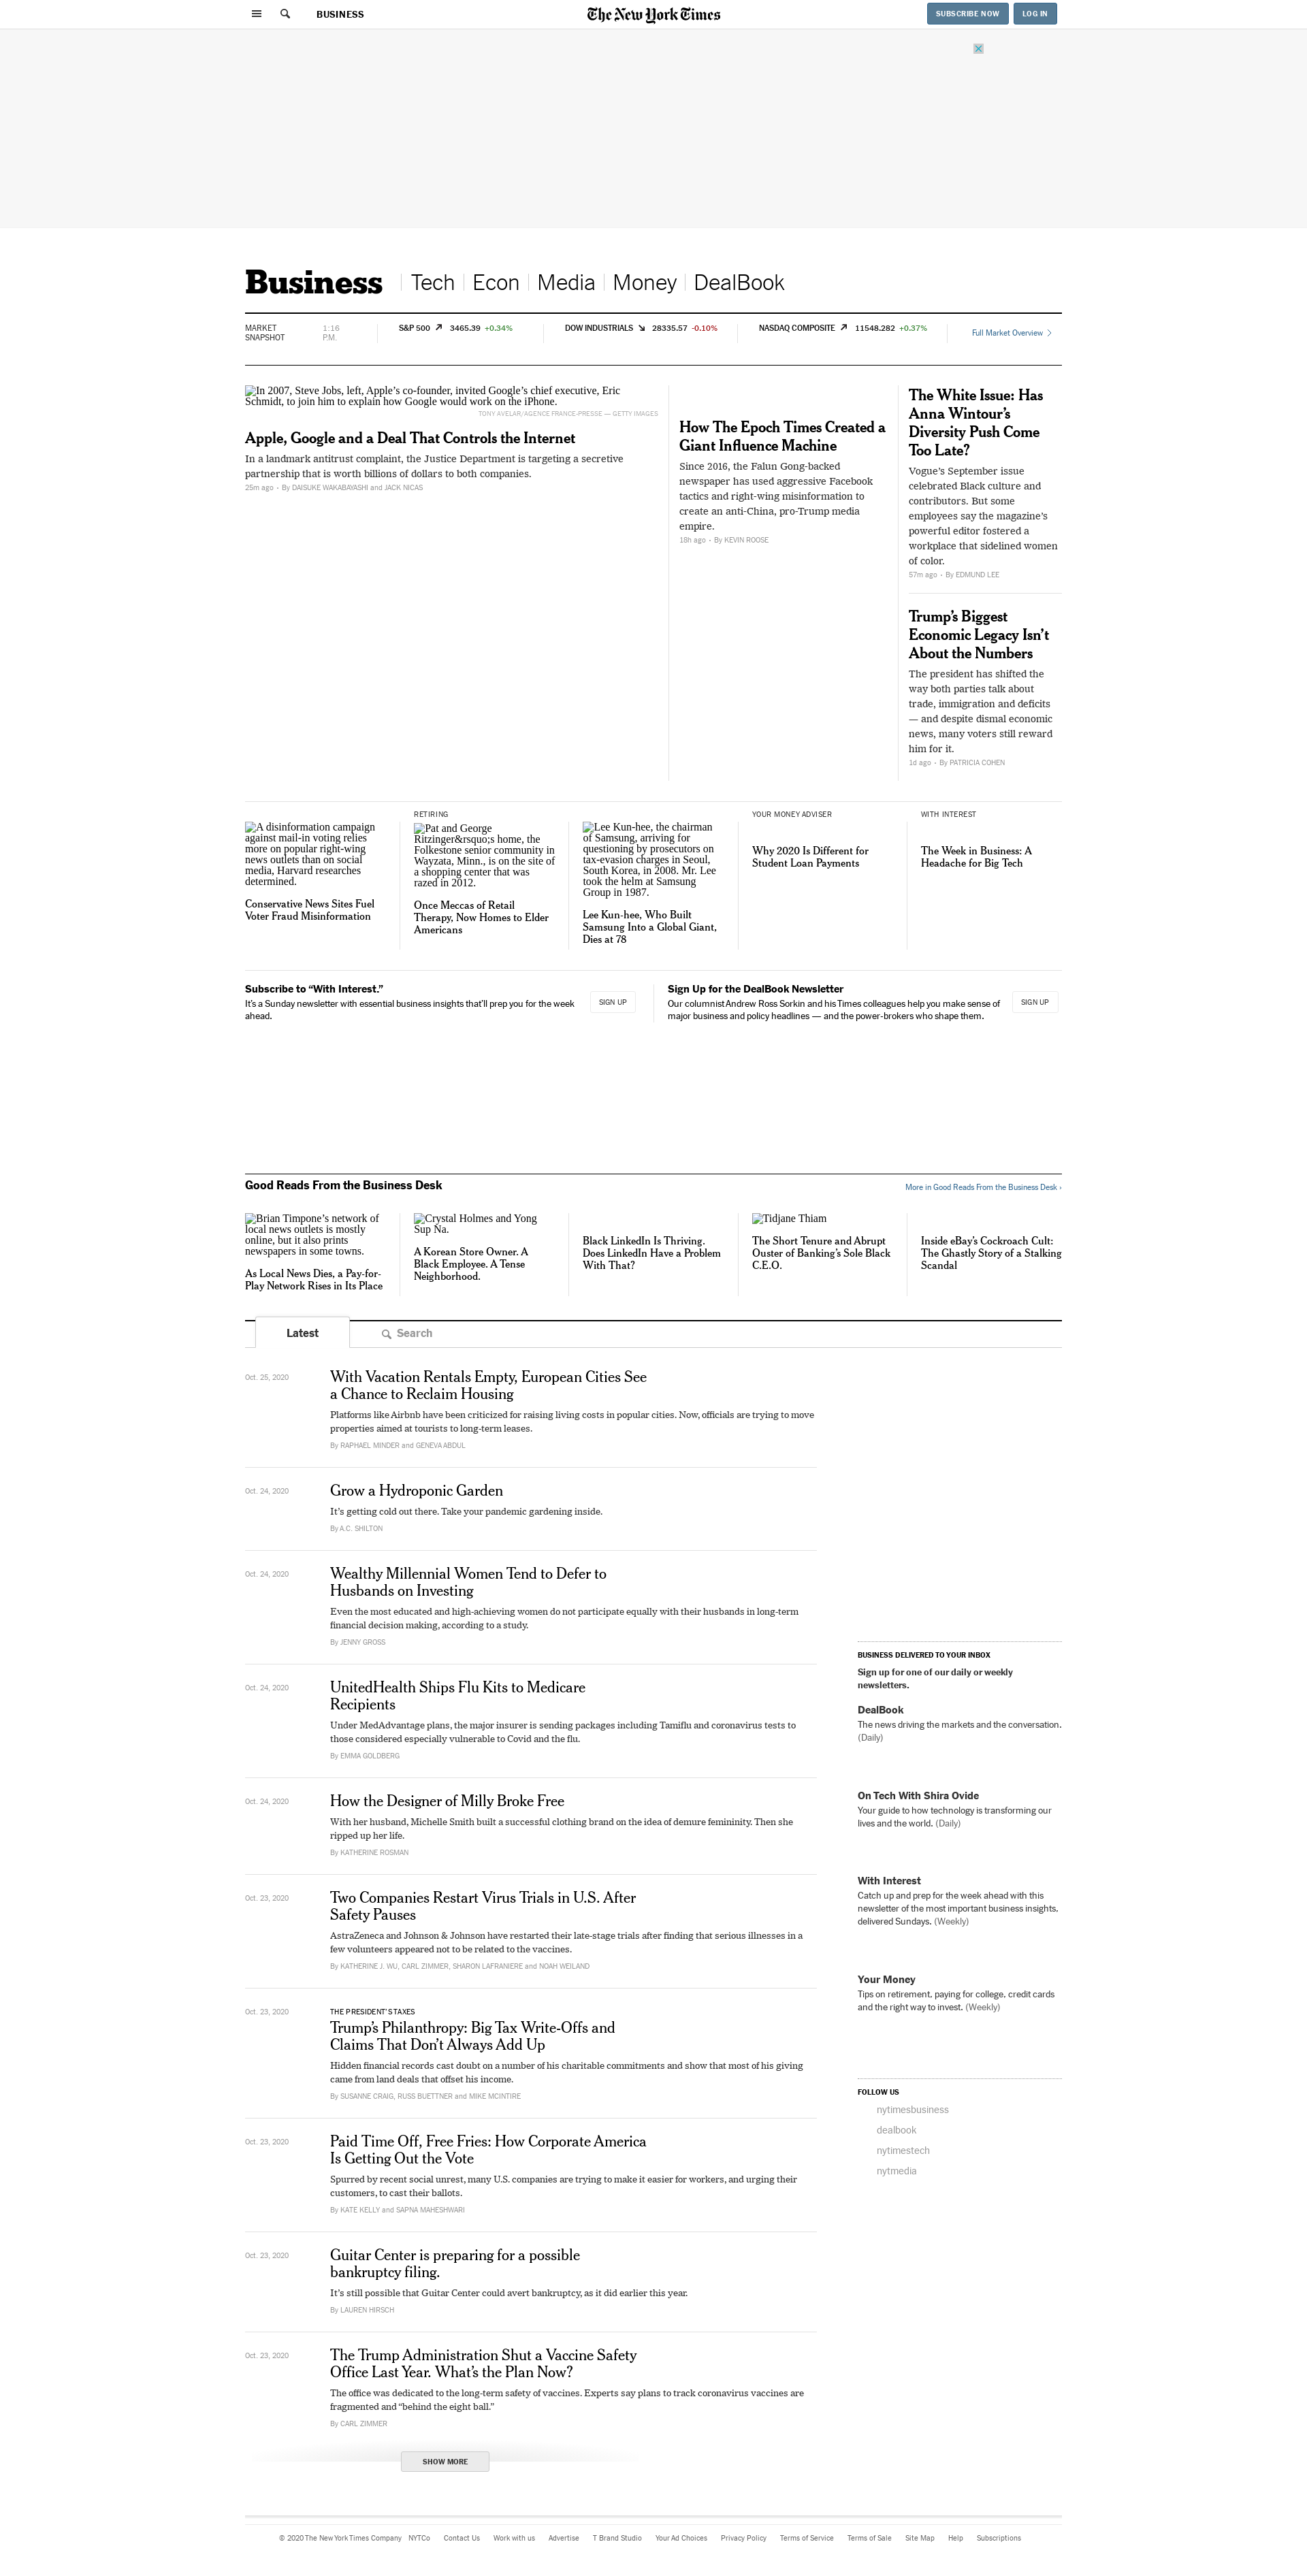 BUSINESS
The New York Times
SUBSCRIBE NOW
LOG IN
Business
Tech
Econ
Media
Money
DealBook
MARKET
SNAPSHOT
1:16
P.M.
S&P 500 3465.39 +0.34%
DOW INDUSTRIALS 28335.57 -0.10%
NASDAQ COMPOSITE 11548.282 +0.37%
Full Market Overview
In 2007, Steve Jobs, left, Apple’s co-founder, invited Google’s chief executive, Eric
Schmidt, to join him to explain how Google would work on the iPhone.
TONY AVELAR/AGENCE FRANCE-PRESSE — GETTY IMAGES
Apple, Google and a Deal That Controls the Internet
In a landmark antitrust complaint, the Justice Department is targeting a secretive
partnership that is worth billions of dollars to both companies.
25m ago • By DAISUKE WAKABAYASHI and JACK NICAS
How The Epoch Times Created a
Giant Influence Machine
Since 2016, the Falun Gong-backed
newspaper has used aggressive Facebook
tactics and right-wing misinformation to
create an anti-China, pro-Trump media
empire.
18h ago • By KEVIN ROOSE
The White Issue: Has
Anna Wintour’s
Diversity Push Come
Too Late?
Vogue’s September issue
celebrated Black culture and
contributors. But some
employees say the magazine’s
powerful editor fostered a
workplace that sidelined women
of color.
57m ago • By EDMUND LEE
Trump’s Biggest
Economic Legacy Isn’t
About the Numbers
The president has shifted the
way both parties talk about
trade, immigration and deficits
— and despite dismal economic
news, many voters still reward
him for it.
1d ago • By PATRICIA COHEN
A disinformation campaign
against mail-in voting relies
more on popular right-wing
news outlets than on social
media, Harvard researches
determined.
Conservative News Sites Fuel
Voter Fraud Misinformation
RETIRING
Pat and George
Ritzinger&rsquo;s home, the
Folkestone senior community in
Wayzata, Minn., is on the site of
a shopping center that was
razed in 2012.
Once Meccas of Retail
Therapy, Now Homes to Elder
Americans
Lee Kun-hee, the chairman
of Samsung, arriving for
questioning by prosecutors on
tax-evasion charges in Seoul,
South Korea, in 2008. Mr. Lee
took the helm at Samsung
Group in 1987.
Lee Kun-hee, Who Built
Samsung Into a Global Giant,
Dies at 78
YOUR MONEY ADVISER
Why 2020 Is Different for
Student Loan Payments
WITH INTEREST
The Week in Business: A
Headache for Big Tech
Subscribe to “With Interest.”
It’s a Sunday newsletter with essential business insights that’ll prep you for the week
ahead.
SIGN UP
Sign Up for the DealBook Newsletter
Our columnist Andrew Ross Sorkin and his Times colleagues help you make sense of
major business and policy headlines — and the power-brokers who shape them.
SIGN UP
Good Reads From the Business Desk
More in Good Reads From the Business Desk ›
Brian Timpone’s network of
local news outlets is mostly
online, but it also prints
newspapers in some towns.
As Local News Dies, a Pay-for-
Play Network Rises in Its Place
Crystal Holmes and Yong
Sup Na.
A Korean Store Owner. A
Black Employee. A Tense
Neighborhood.
Black LinkedIn Is Thriving.
Does LinkedIn Have a Problem
With That?
Tidjane Thiam
The Short Tenure and Abrupt
Ouster of Banking’s Sole Black
C.E.O.
Inside eBay’s Cockroach Cult:
The Ghastly Story of a Stalking
Scandal
Latest
Search
Oct. 25, 2020
With Vacation Rentals Empty, European Cities See
a Chance to Reclaim Housing
Platforms like Airbnb have been criticized for raising living costs in popular cities. Now, officials are trying to move
properties aimed at tourists to long-term leases.
By RAPHAEL MINDER and GENEVA ABDUL
Oct. 24, 2020
Grow a Hydroponic Garden
It’s getting cold out there. Take your pandemic gardening inside.
By A.C. SHILTON
Oct. 24, 2020
Wealthy Millennial Women Tend to Defer to
Husbands on Investing
Even the most educated and high-achieving women do not participate equally with their husbands in long-term
financial decision making, according to a study.
By JENNY GROSS
Oct. 24, 2020
UnitedHealth Ships Flu Kits to Medicare
Recipients
Under MedAdvantage plans, the major insurer is sending packages including Tamiflu and coronavirus tests to
those considered especially vulnerable to Covid and the flu.
By EMMA GOLDBERG
Oct. 24, 2020
How the Designer of Milly Broke Free
With her husband, Michelle Smith built a successful clothing brand on the idea of demure femininity. Then she
ripped up her life.
By KATHERINE ROSMAN
Oct. 23, 2020
Two Companies Restart Virus Trials in U.S. After
Safety Pauses
AstraZeneca and Johnson & Johnson have restarted their late-stage trials after finding that serious illnesses in a
few volunteers appeared not to be related to the vaccines.
By KATHERINE J. WU, CARL ZIMMER, SHARON LAFRANIERE and NOAH WEILAND
Oct. 23, 2020
THE PRESIDENT’S TAXES
Trump’s Philanthropy: Big Tax Write-Offs and
Claims That Don’t Always Add Up
Hidden financial records cast doubt on a number of his charitable commitments and show that most of his giving
came from land deals that offset his income.
By SUSANNE CRAIG, RUSS BUETTNER and MIKE MCINTIRE
Oct. 23, 2020
Paid Time Off, Free Fries: How Corporate America
Is Getting Out the Vote
Spurred by recent social unrest, many U.S. companies are trying to make it easier for workers, and urging their
customers, to cast their ballots.
By KATE KELLY and SAPNA MAHESHWARI
Oct. 23, 2020
Guitar Center is preparing for a possible
bankruptcy filing.
It’s still possible that Guitar Center could avert bankruptcy, as it did earlier this year.
By LAUREN HIRSCH
Oct. 23, 2020
The Trump Administration Shut a Vaccine Safety
Office Last Year. What’s the Plan Now?
The office was dedicated to the long-term safety of vaccines. Experts say plans to track coronavirus vaccines are
fragmented and “behind the eight ball.”
By CARL ZIMMER
SHOW MORE
BUSINESS DELIVERED TO YOUR INBOX
Sign up for one of our daily or weekly
newsletters.
DealBook
The news driving the markets and the conversation.
(Daily)
On Tech With Shira Ovide
Your guide to how technology is transforming our
lives and the world. (Daily)
With Interest
Catch up and prep for the week ahead with this
newsletter of the most important business insights,
delivered Sundays. (Weekly)
Your Money
Tips on retirement, paying for college, credit cards
and the right way to invest. (Weekly)
FOLLOW US
nytimesbusiness
dealbook
nytimestech
nytmedia
© 2020 The New York Times Company NYTCo Contact Us Work with us Advertise T Brand Studio Your Ad Choices Privacy Policy Terms of Service Terms of Sale Site Map Help Subscriptions